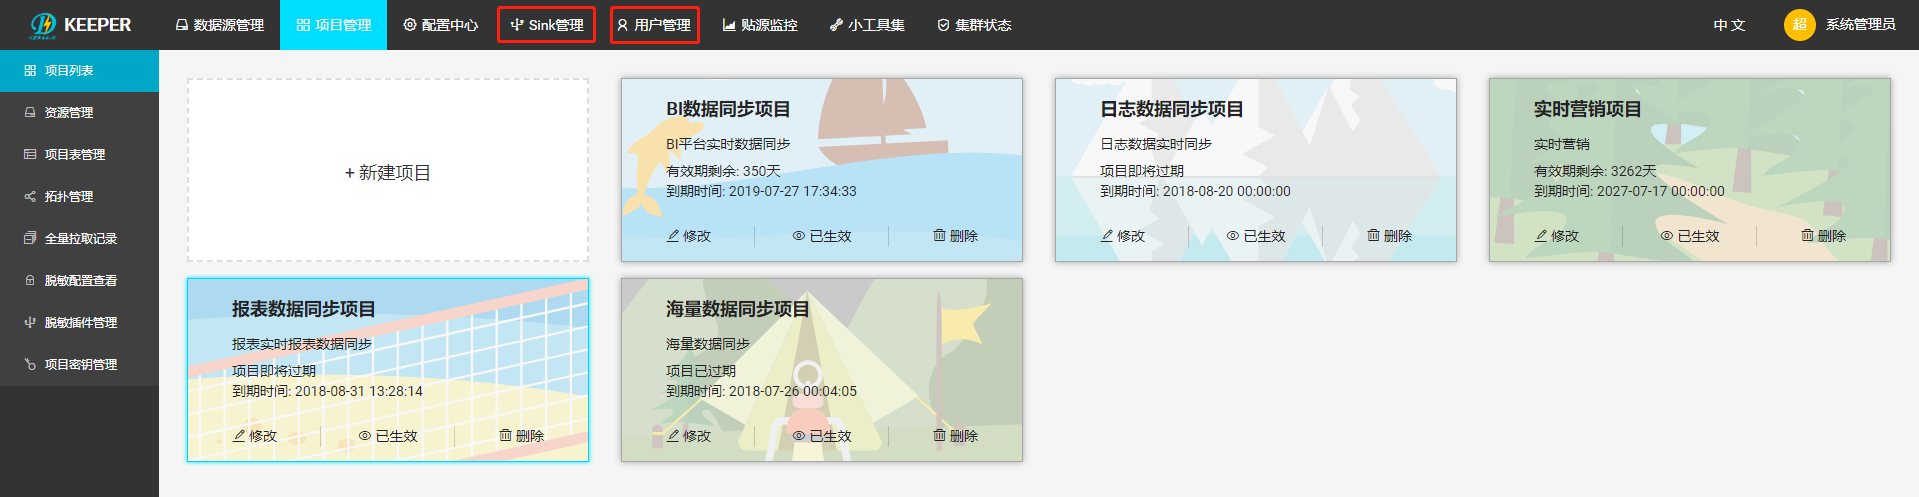 KEEPER
数据源管理
项目管理
配置中心
Sink管理
用户管理
贴源监控
小工具集
集群状态
中 文
超
系统管理员
项目列表
资源管理
项目表管理
拓扑管理
全量拉取记录
脱敏配置查看
脱敏插件管理
项目密钥管理
+ 新建项目
BI数据同步项目
BI平台实时数据同步
有效期剩余: 350天
到期时间: 2019-07-27 17:34:33
修改
已生效
删除
日志数据同步项目
日志数据实时同步
项目即将过期
到期时间: 2018-08-20 00:00:00
修改
已生效
删除
实时营销项目
实时营销
有效期剩余: 3262天
到期时间: 2027-07-17 00:00:00
修改
已生效
删除
报表数据同步项目
报表实时报表数据同步
项目即将过期
到期时间: 2018-08-31 13:28:14
修改
已生效
删除
海量数据同步项目
海量数据同步
项目已过期
到期时间: 2018-07-26 00:04:05
修改
已生效
删除